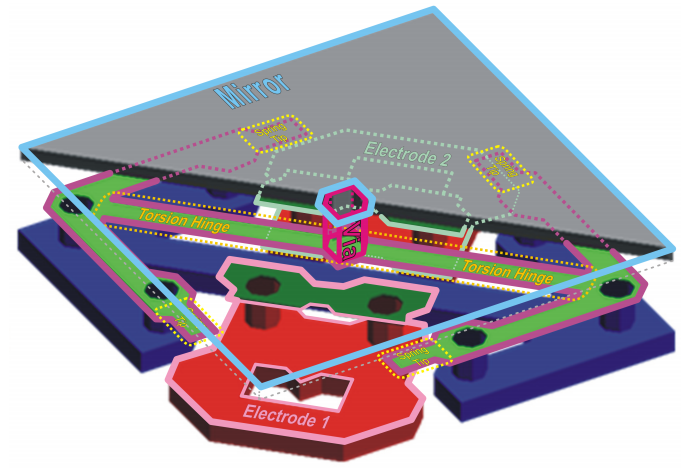 Mirror
Spring
Tip
Electrode 2
Spring
Tip
Torsion Hinge
Via
Torsion Hinge
Spring
Tip
Electrode 1